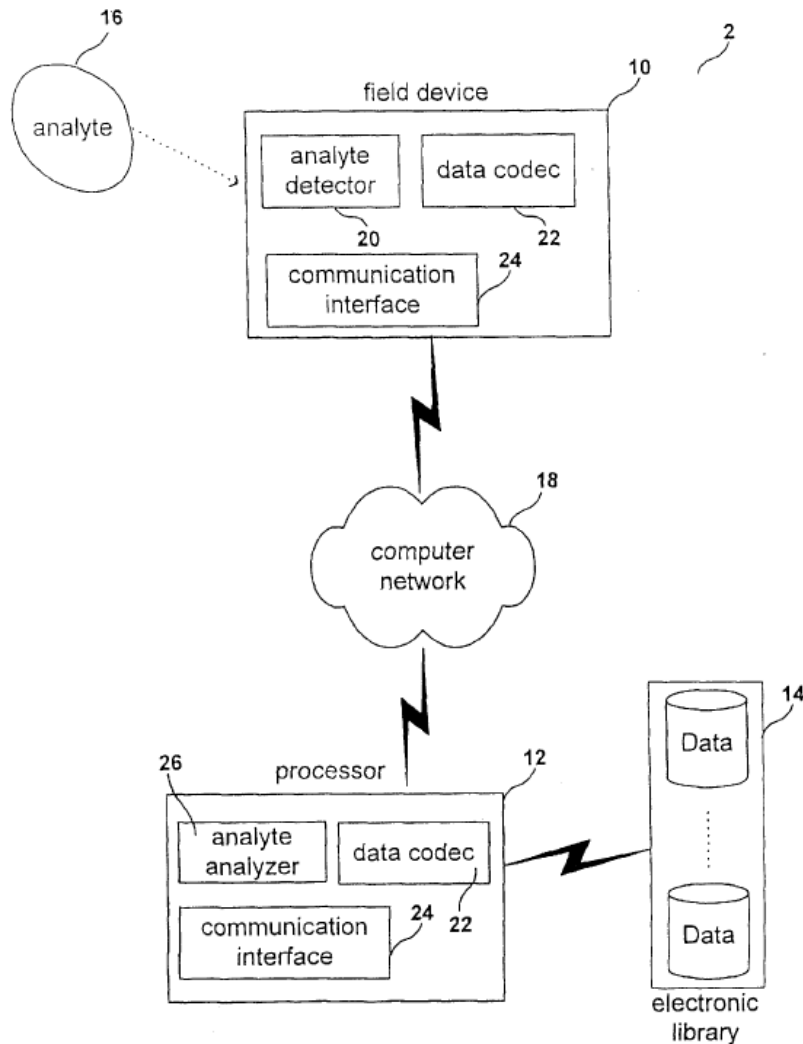 16
2
10
field device
analyte
analyte
detector
data codec
20
22
24
communication
interface
18
computer
network
14
Data
processor
12
26
analyte
analyzer
data codec
22
24
communication
interface
Data
electronic
library